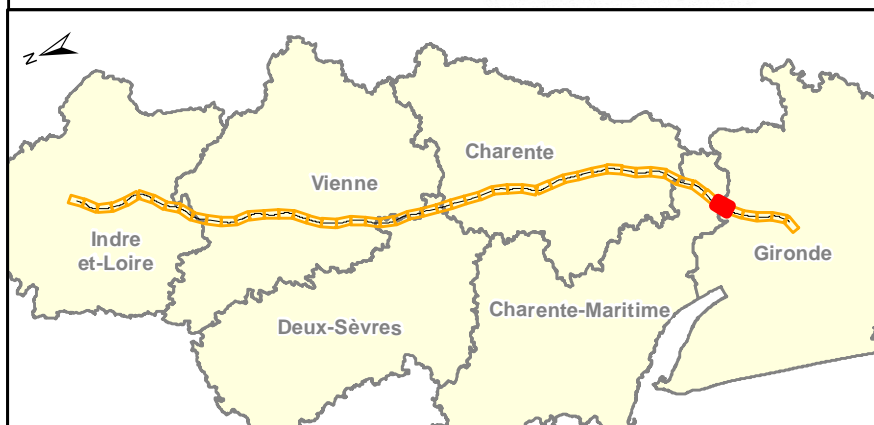 N
Charente
Vienne
Indre
et-Loire
Gironde
Charente-Maritime
Deux-Sèvres